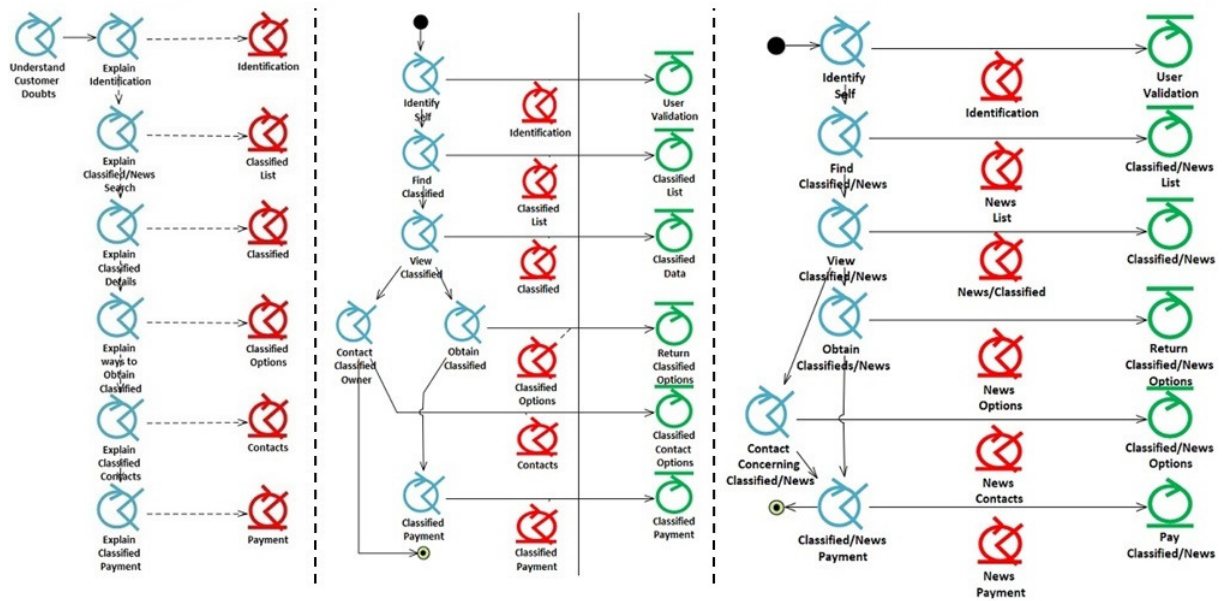 Understand
Customer
Doubts
Explain
Identification
Identification
Explain
Classified/News
Search
Classified
List
Explain
Classified
Details
Classified
Explain
ways to
Obtain
Classified
Classified
Options
Explain
Classified
Contacts
Contacts
Explain
Classified
Payment
Payment
Identify
Self
Identification
User
Validation
Find
Classified
Classified
List
Classified
List
View
Classified
Classified
Classified
Data
Contact
Classified
Owner
Obtain
Classified
Classified
Options
Return
Classified
Options
Contacts
Classified
Contact
Options
Classified
Payment
Classified
Payment
Classified
Payment
Identify
Self
Identification
User
Validation
Find
Classified/News
News
List
Classified/News
List
View
Classified/News
News/Classified
Classified/News
Obtain
Classifieds/News
News
Options
Return
Classified/News
Options
Contact
Concerning
Classified/News
News
Contacts
Classified/News
Options
Classified/News
Payment
News
Payment
Pay
Classified/News